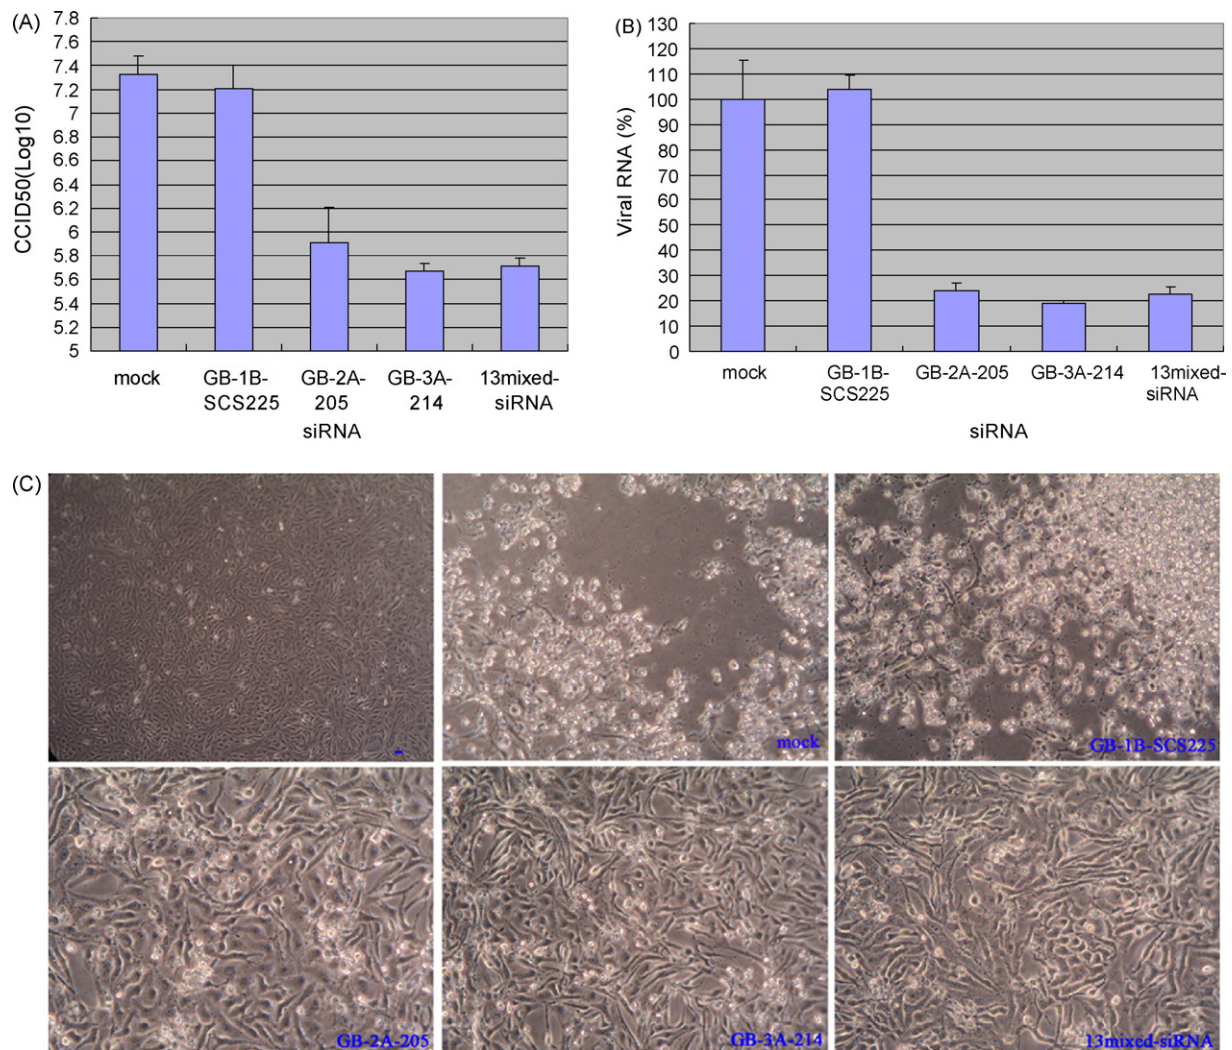 (A)
7.8
7.6
7.4
7.2
7
6.8
6.6
6.4
6.2
6
5.8
5.6
5.4
5.2
5
CCID50(Log10)
mock
GB-1B-
SCS225
GB-2A-
205
GB-3A-
214
13mixed-
siRNA
siRNA
(B)
130
120
110
100
90
80
70
60
50
40
30
20
10
0
Viral RNA (%)
mock
GB-1B-
SCS225
GB-2A-205
GB-3A-214
13mixed-
siRNA
siRNA
(C)
mock
GB-1B-SCS225
GB-2A-205
GB-3A-214
13mixed-siRNA